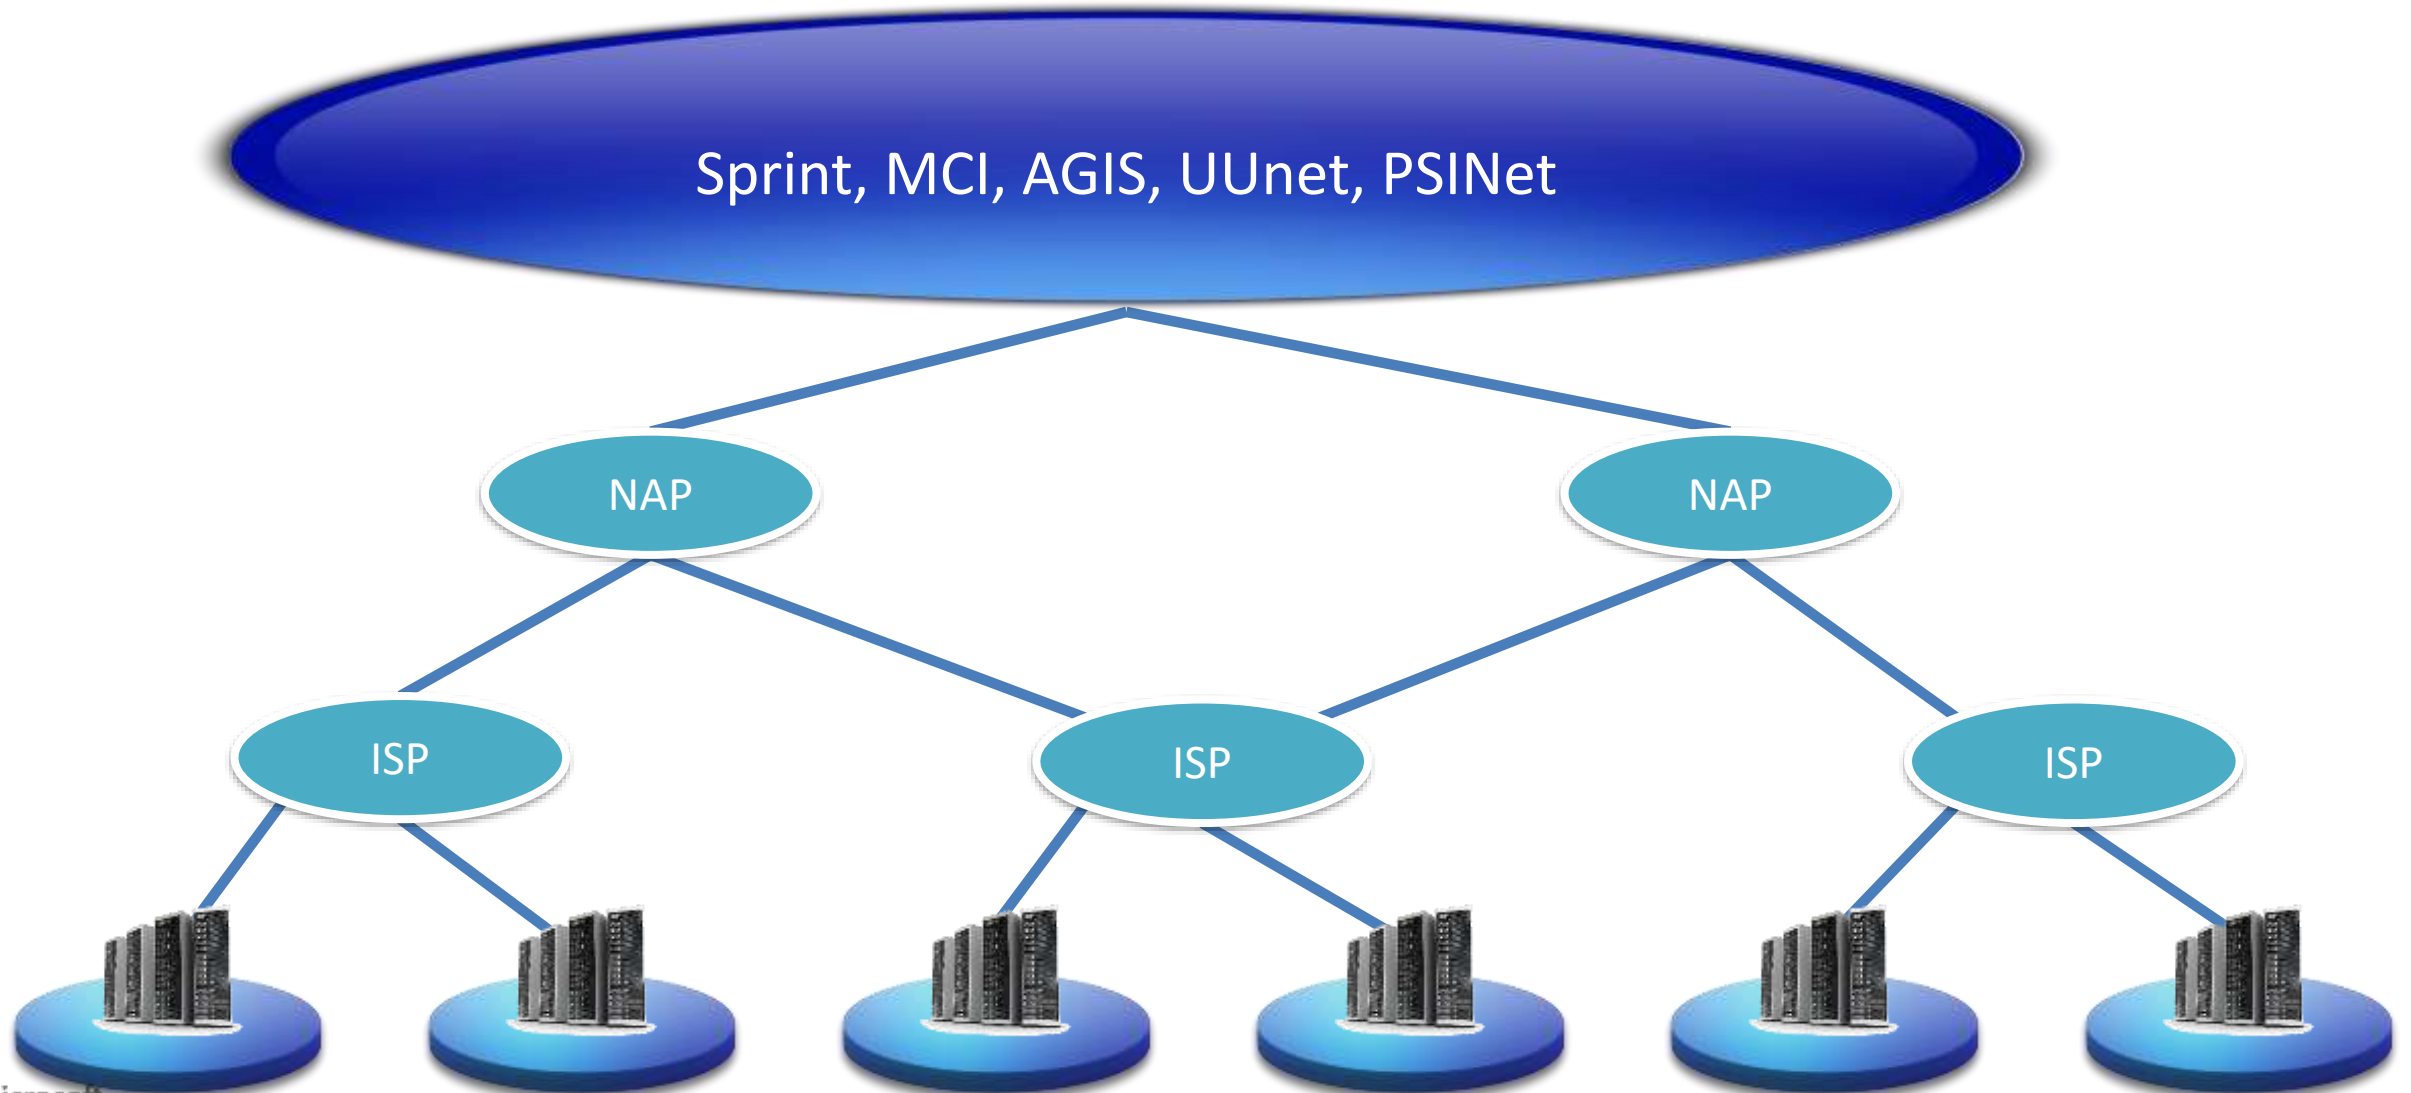 Sprint, MCI, AGIS, UUnet, PSINet
NAP
NAP
ISP
ISP
ISP